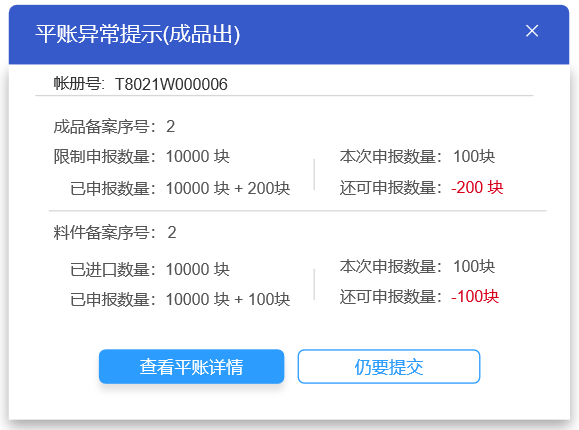 平账异常提示(成品出)
帐册号: T8021W000006
成品备案序号: 2
限制申报数量: 10000 块 本次申报数量: 100块
已申报数量: 10000 块 + 200块 还可申报数量: -200 块
料件备案序号: 2
已进口数量: 10000 块 本次申报数量: 100块
已申报数量: 10000 块 + 100块 还可申报数量: -100块
查看平账详情 仍要提交